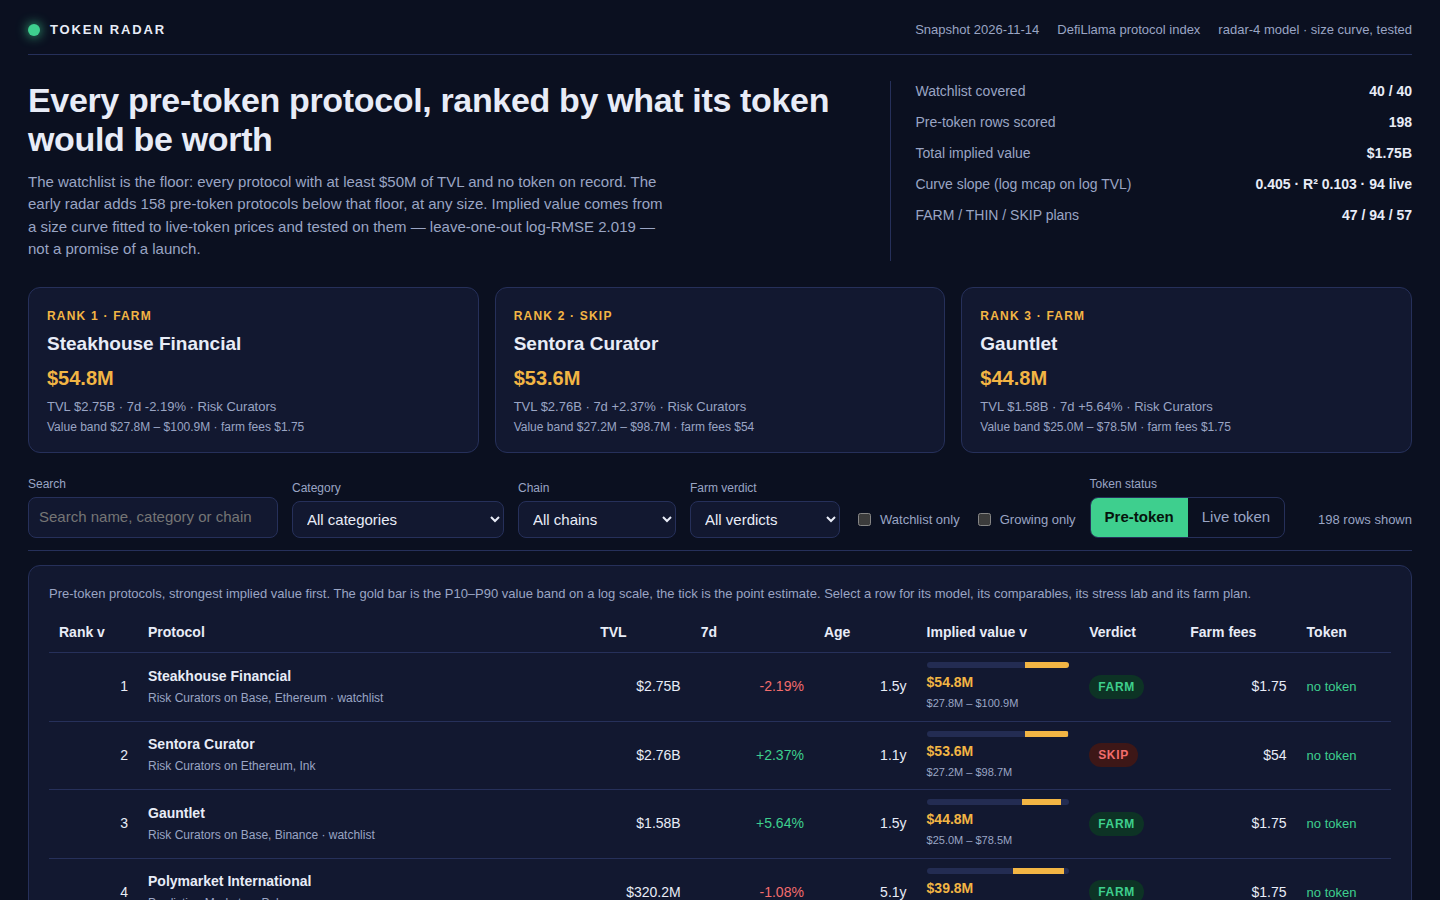 TOKEN RADAR
Snapshot 2026-11-14 DefiLlama protocol index radar-4 model · size curve, tested
Every pre-token protocol, ranked by what its token
would be worth
The watchlist is the floor: every protocol with at least $50M of TVL and no token on record. The
early radar adds 158 pre-token protocols below that floor, at any size. Implied value comes from
a size curve fitted to live-token prices and tested on them — leave-one-out log-RMSE 2.019 —
not a promise of a launch.
Watchlist covered 40 / 40
Pre-token rows scored 198
Total implied value $1.75B
Curve slope (log mcap on log TVL) 0.405 · R² 0.103 · 94 live
FARM / THIN / SKIP plans 47 / 94 / 57
RANK 1 · FARM
Steakhouse Financial
$54.8M
TVL $2.75B · 7d -2.19% · Risk Curators
Value band $27.8M – $100.9M · farm fees $1.75
RANK 2 · SKIP
Sentora Curator
$53.6M
TVL $2.76B · 7d +2.37% · Risk Curators
Value band $27.2M – $98.7M · farm fees $54
RANK 3 · FARM
Gauntlet
$44.8M
TVL $1.58B · 7d +5.64% · Risk Curators
Value band $25.0M – $78.5M · farm fees $1.75
Search
Search name, category or chain
Category
All categories
Chain
All chains
Farm verdict
All verdicts
Watchlist only
Growing only
Token status
Pre-token Live token
198 rows shown
Pre-token protocols, strongest implied value first. The gold bar is the P10–P90 value band on a log scale, the tick is the point estimate. Select a row for its model, its comparables, its stress lab and its farm plan.
Rank v Protocol TVL 7d Age Implied value v Verdict Farm fees Token
1 Steakhouse Financial $2.75B -2.19% 1.5y $54.8M FARM $1.75 no token
Risk Curators on Base, Ethereum · watchlist $27.8M – $100.9M
2 Sentora Curator $2.76B +2.37% 1.1y $53.6M SKIP $54 no token
Risk Curators on Ethereum, Ink $27.2M – $98.7M
3 Gauntlet $1.58B +5.64% 1.5y $44.8M FARM $1.75 no token
Risk Curators on Base, Binance · watchlist $25.0M – $78.5M
4 Polymarket International $320.2M -1.08% 5.1y $39.8M FARM $1.75 no token